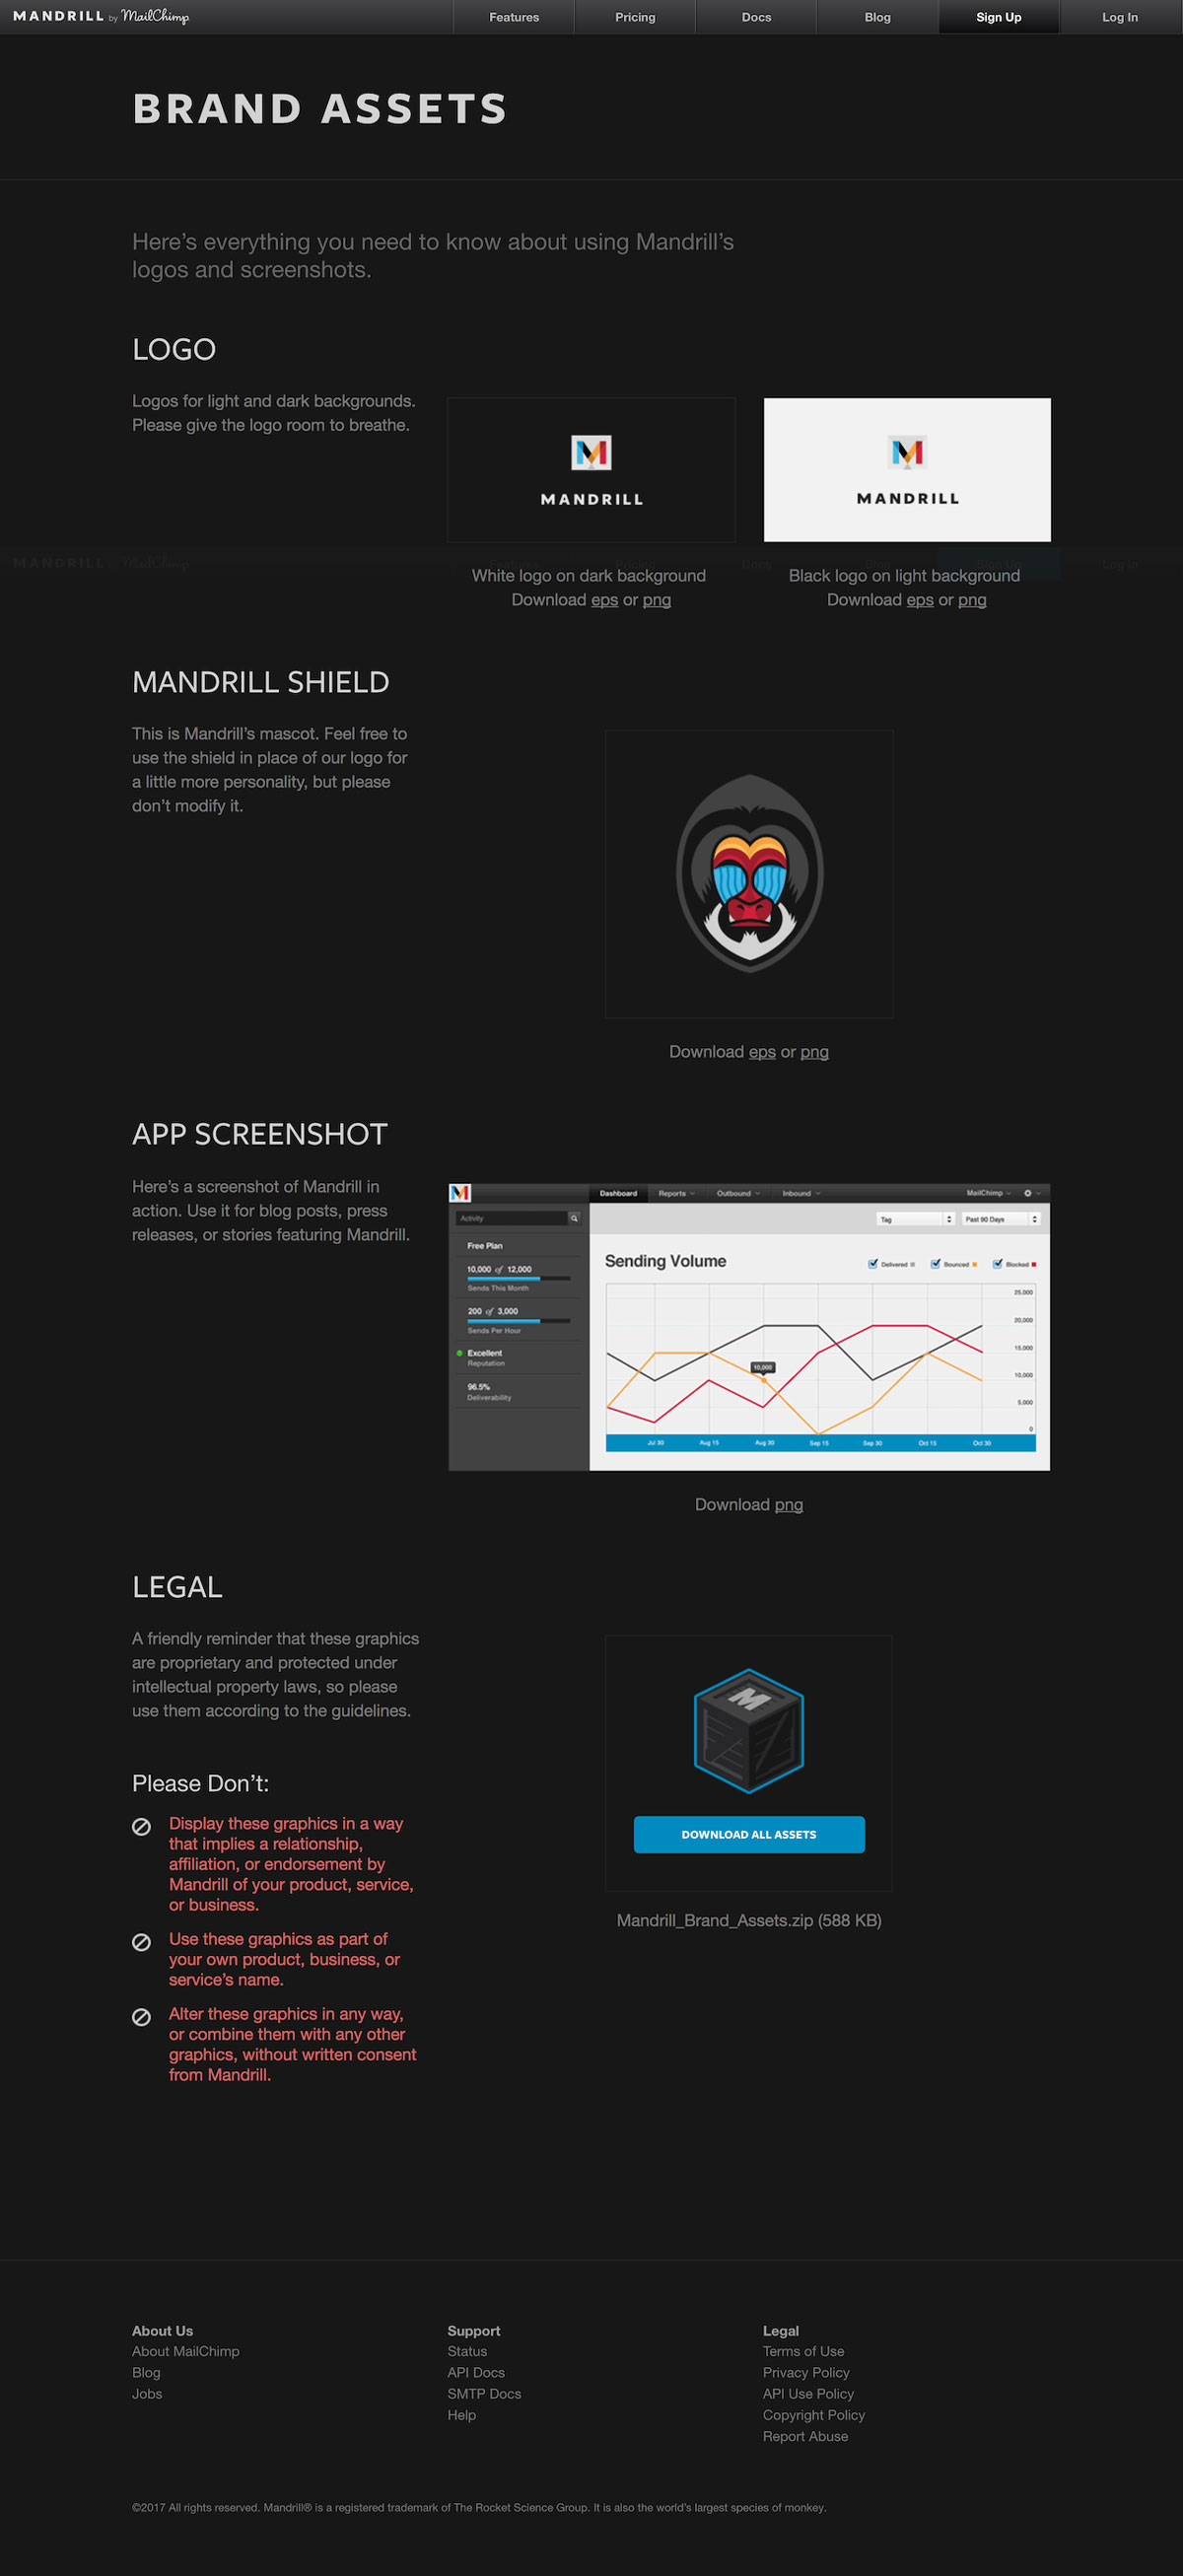 MANDRILL by MailChimp
Features
Pricing
Docs
Blog
Sign Up
Log In
BRAND ASSETS
Here’s everything you need to know about using Mandrill’s
logos and screenshots.
LOGO
Logos for light and dark backgrounds.
Please give the logo room to breathe.
M
MANDRILL
M
MANDRILL
MANDRILL by MailChimp
Features
Pricing
Docs
Blog
Sign Up
Log In
White logo on dark background
Download eps or png
Black logo on light background
Download eps or png
MANDRILL SHIELD
This is Mandrill’s mascot. Feel free to
use the shield in place of our logo for
a little more personality, but please
don’t modify it.
Download eps or png
APP SCREENSHOT
Here’s a screenshot of Mandrill in
action. Use it for blog posts, press
releases, or stories featuring Mandrill.
M
Dashboard
Reports
Outbound
Inbound
MailChimp
Activity
Tag
Past 90 Days
Free Plan
10,000 of 12,000
Sends This Month
200 of 3,000
Sends Per Hour
Excellent
Reputation
96.5%
Deliverability
Sending Volume
Delivered
Bounced
Blocked
25,000
20,000
15,000
10,000
5,000
0
10,000
Jul 30
Aug 15
Aug 30
Sep 15
Sep 30
Oct 15
Oct 30
Download png
LEGAL
A friendly reminder that these graphics
are proprietary and protected under
intellectual property laws, so please
use them according to the guidelines.
Please Don’t:
Display these graphics in a way
that implies a relationship,
affiliation, or endorsement by
Mandrill of your product, service,
or business.
Use these graphics as part of
your own product, business, or
service’s name.
Alter these graphics in any way,
or combine them with any other
graphics, without written consent
from Mandrill.
M
DOWNLOAD ALL ASSETS
Mandrill_Brand_Assets.zip (588 KB)
About Us
About MailChimp
Blog
Jobs
Support
Status
API Docs
SMTP Docs
Help
Legal
Terms of Use
Privacy Policy
API Use Policy
Copyright Policy
Report Abuse
©2017 All rights reserved. Mandrill® is a registered trademark of The Rocket Science Group. It is also the world’s largest species of monkey.